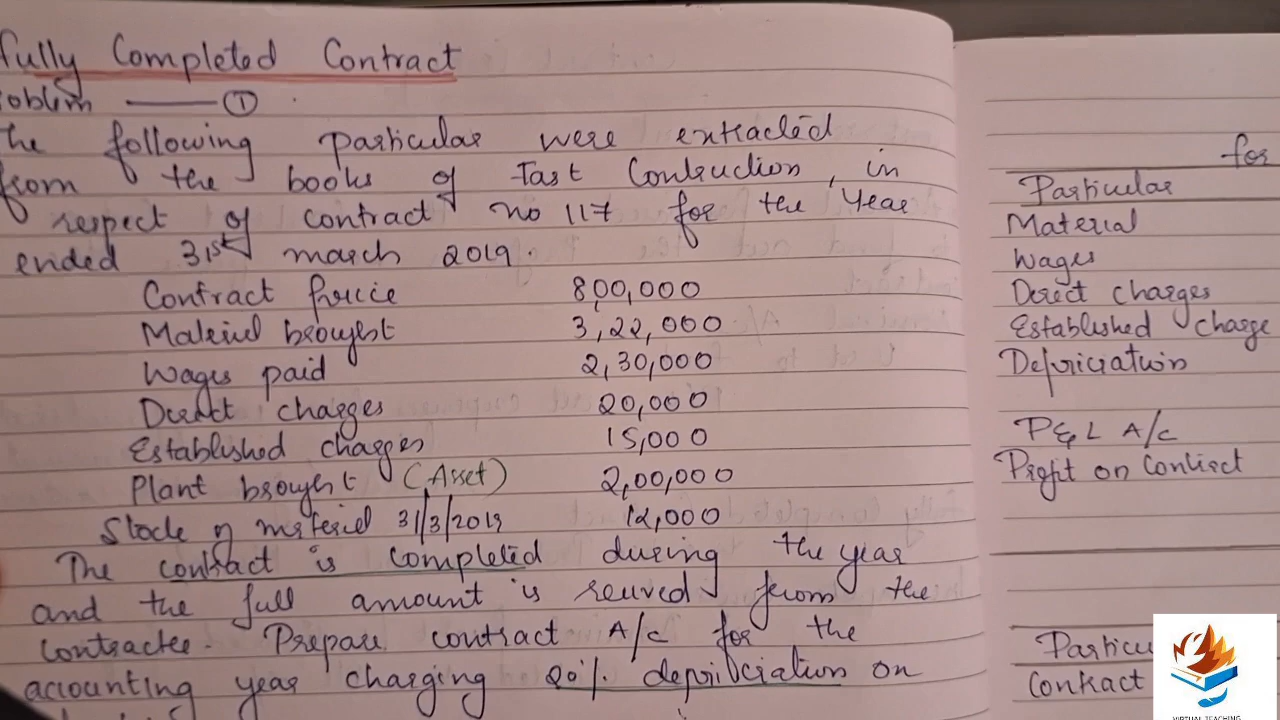 fully Completed Contract
roblem — ①
he following particular were extracted
from the books of Tast Contruction, in
respect of contract no 117 for the Year
ended 31st march 2019.
Contract price 800,000
Material brought 3,22,000
Wages paid 2,30,000
Direct charges 20,000
Established charges 15,000
Plant brought (Asset) 2,00,000
Stock of material 31/3/2019 12,000
The contract is completed during the year
and the full amount is received from the
contractee. Prepare contract A/c for the
accounting year charging 20% depriciation on
for
Particular
Material
Wages
Direct charges
Established charge
Depriciation
P&L A/c
Profit on Contract
Particu
Contract
VIRTUAL TEACHING